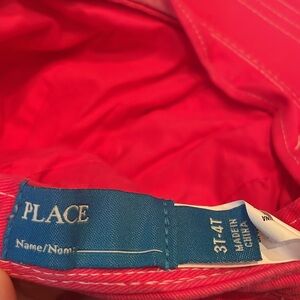 PLACE
Name/Nom:
3T-4T
MADE IN
CHINA